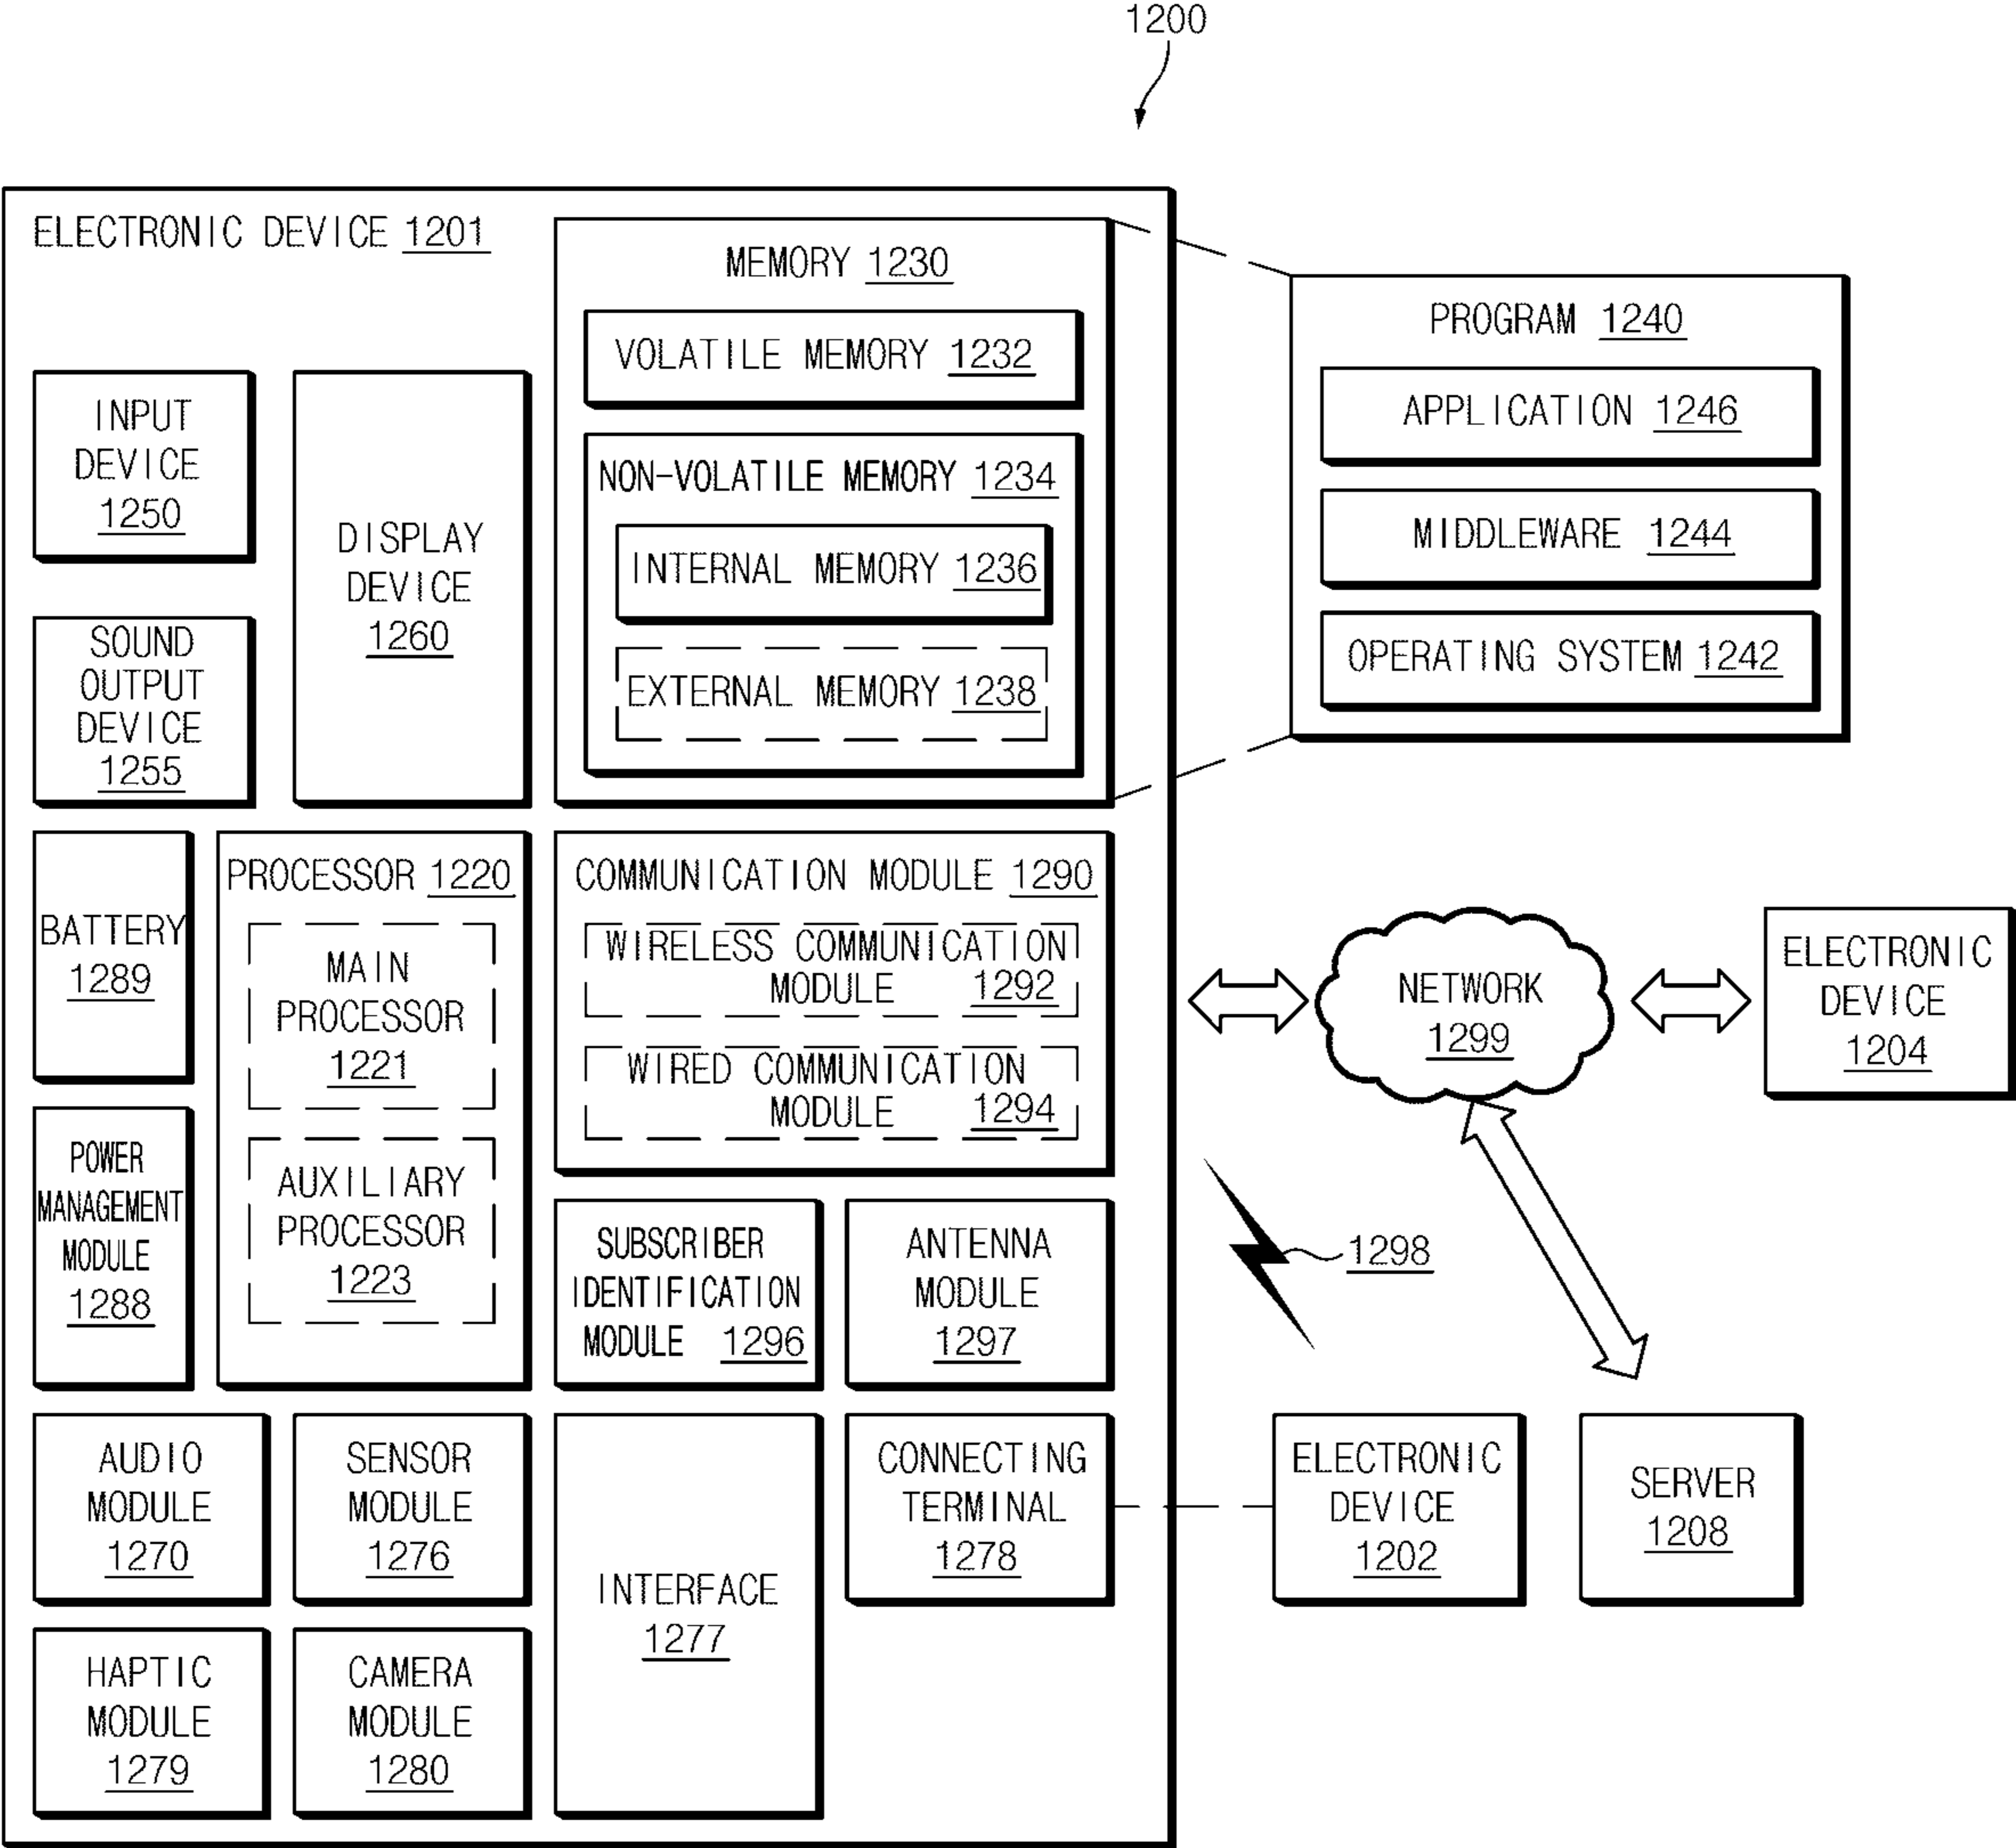 1200
ELECTRONIC DEVICE 1201
MEMORY 1230
VOLATILE MEMORY 1232
NON-VOLATILE MEMORY 1234
INTERNAL MEMORY 1236
EXTERNAL MEMORY 1238
PROGRAM 1240
APPLICATION 1246
MIDDLEWARE 1244
OPERATING SYSTEM 1242
INPUT
DEVICE
1250
DISPLAY
DEVICE
1260
SOUND
OUTPUT
DEVICE
1255
BATTERY
1289
PROCESSOR 1220
MAIN
PROCESSOR
1221
AUXILIARY
PROCESSOR
1223
POWER
MANAGEMENT
MODULE
1288
COMMUNICATION MODULE 1290
WIRELESS COMMUNICATION
MODULE 1292
WIRED COMMUNICATION
MODULE 1294
SUBSCRIBER
IDENTIFICATION
MODULE 1296
ANTENNA
MODULE
1297
NETWORK
1299
ELECTRONIC
DEVICE
1204
1298
AUDIO
MODULE
1270
SENSOR
MODULE
1276
INTERFACE
1277
CONNECTING
TERMINAL
1278
ELECTRONIC
DEVICE
1202
SERVER
1208
HAPTIC
MODULE
1279
CAMERA
MODULE
1280